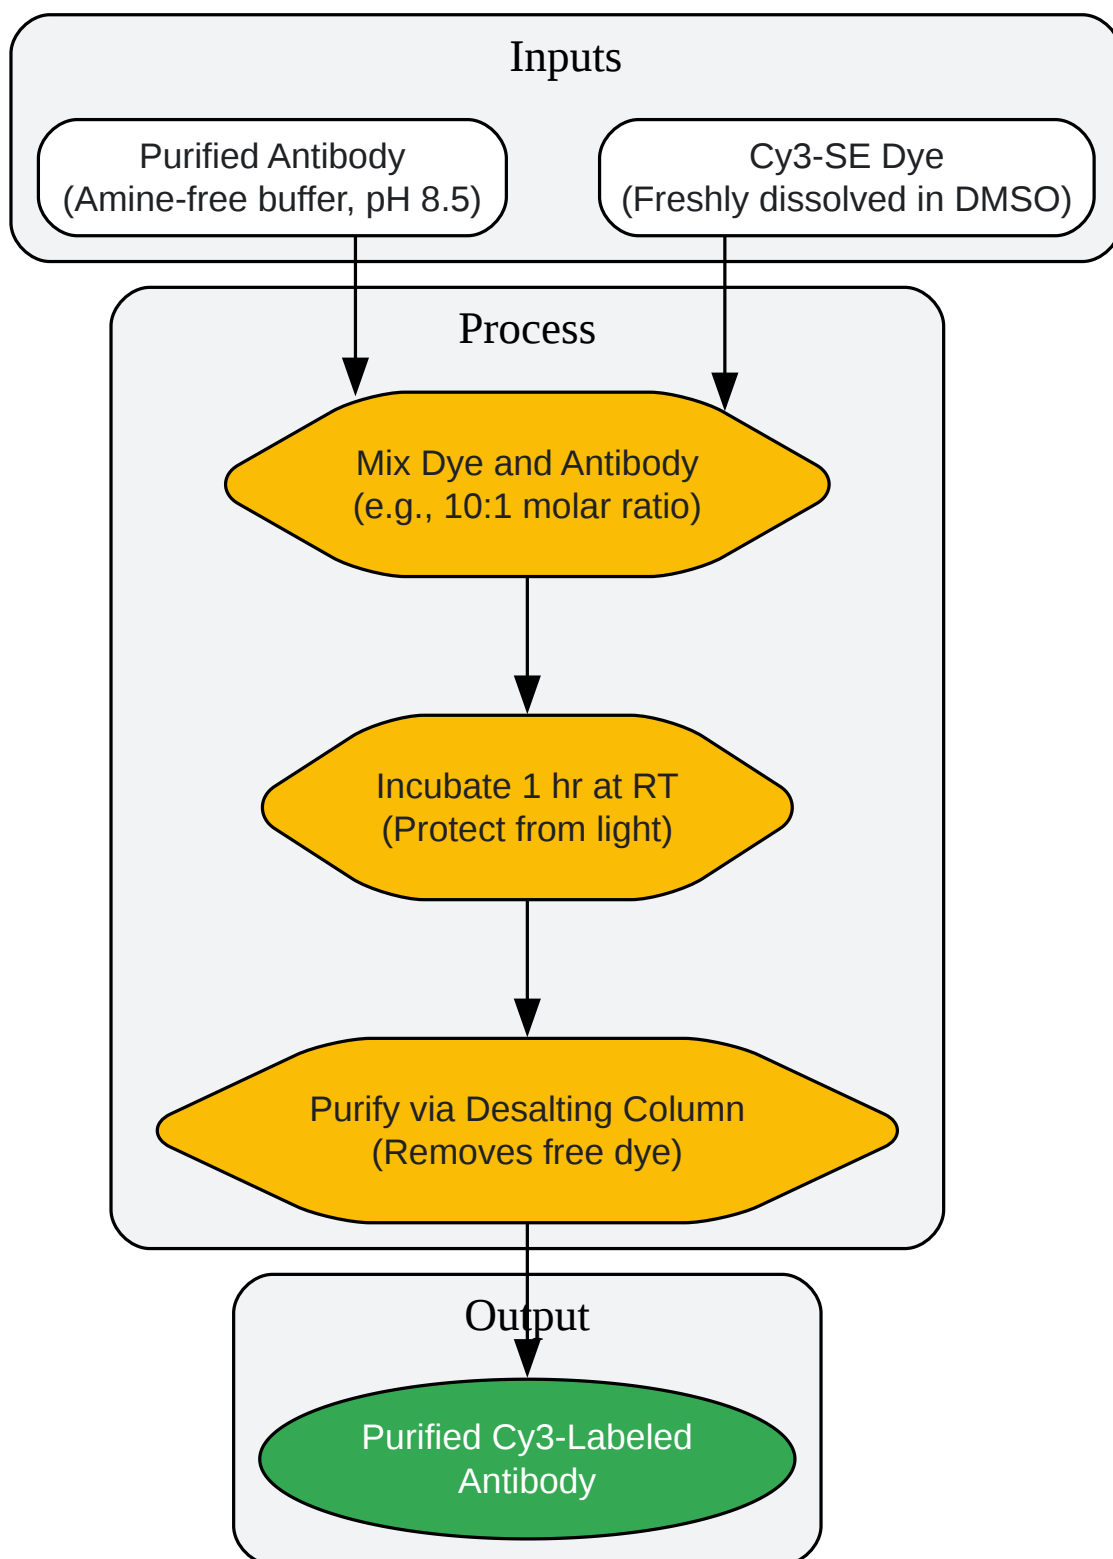 Inputs
Purified Antibody
(Amine-free buffer, pH 8.5)
Cy3-SE Dye
(Freshly dissolved in DMSO)
Process
Mix Dye and Antibody
(e.g., 10:1 molar ratio)
Incubate 1 hr at RT
(Protect from light)
Purify via Desalting Column
(Removes free dye)
Output
Purified Cy3-Labeled
Antibody